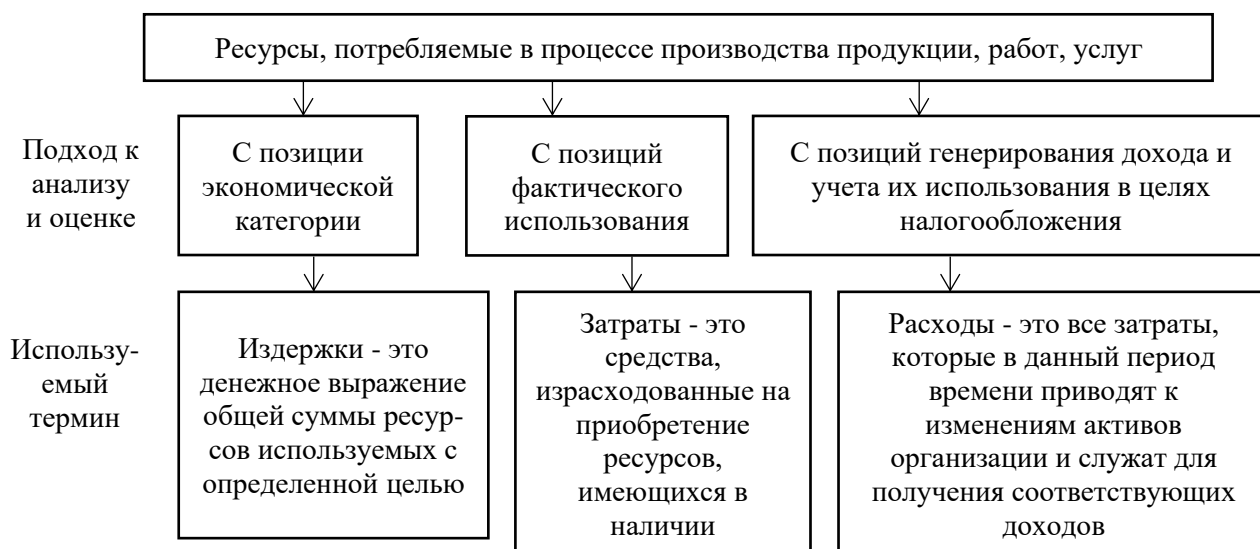 Ресурсы, потребляемые в процессе производства продукции, работ, услуг
Подход к
анализу
и оценке
С позиции
экономической
категории
С позиций
фактического
использования
С позиций генерирования дохода и
учета их использования в целях
налогообложения
Использу-
емый
термин
Издержки - это
денежное выражение
общей суммы ресур-
сов используемых с
определенной целью
Затраты - это
средства,
израсходованные на
приобретение
ресурсов,
имеющихся в
наличии
Расходы - это все затраты,
которые в данный период
времени приводят к
изменениям активов
организации и служат для
получения соответствующих
доходов